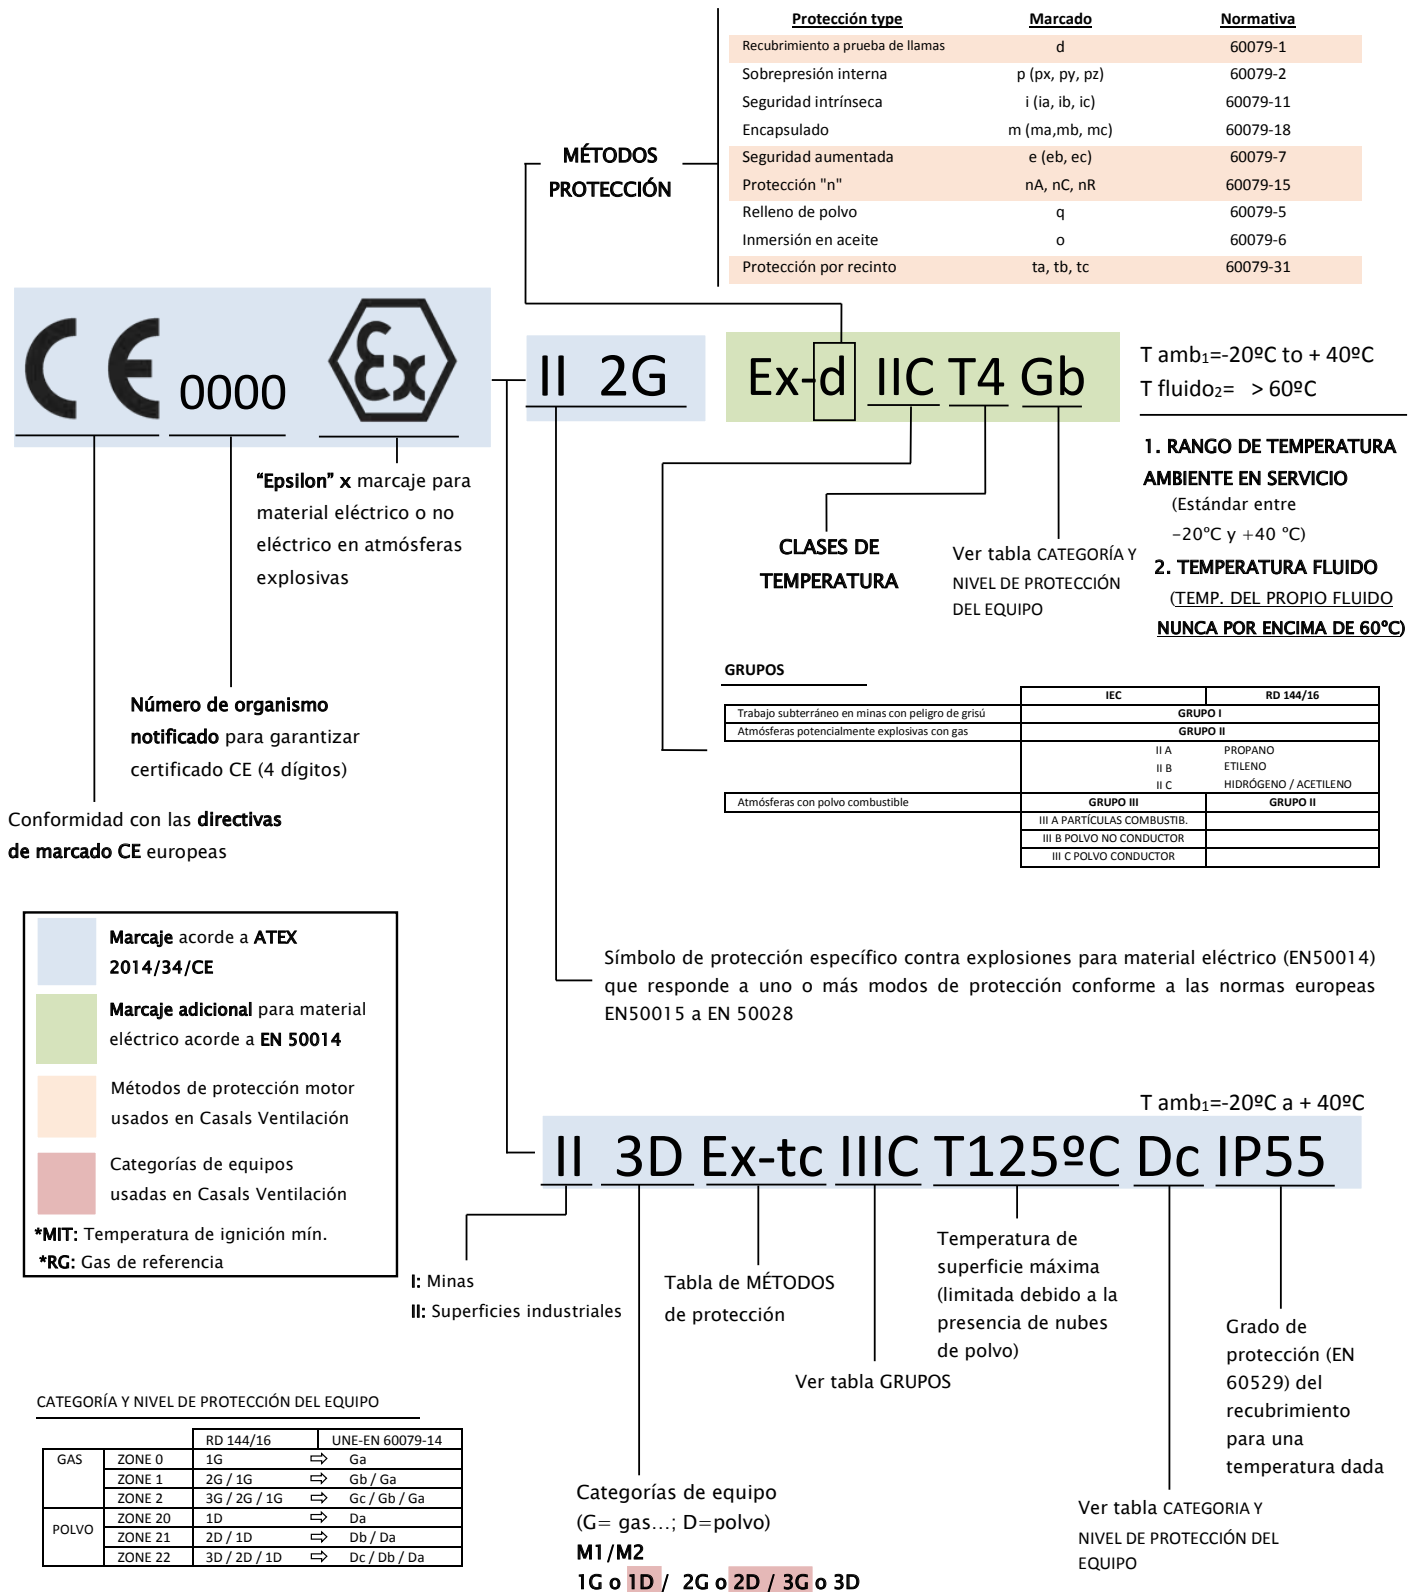 Protección type Marcado Normativa
Recubrimiento a prueba de llamas d 60079-1
Sobrepresión interna p (px, py, pz) 60079-2
Seguridad intrínseca i (ia, ib, ic) 60079-11
Encapsulado m (ma,mb, mc) 60079-18
Seguridad aumentada e (eb, ec) 60079-7
Protección "n" nA, nC, nR 60079-15
Relleno de polvo q 60079-5
Inmersión en aceite o 60079-6
Protección por recinto ta, tb, tc 60079-31
MÉTODOS
PROTECCIÓN
CE 0000 Ex II 2G Ex-d IIC T4 Gb
T amb1=-20ºC to + 40ºC
T fluido2= > 60ºC
1. RANGO DE TEMPERATURA
AMBIENTE EN SERVICIO
(Estándar entre
-20ºC y +40 ºC)
2. TEMPERATURA FLUIDO
(TEMP. DEL PROPIO FLUIDO
NUNCA POR ENCIMA DE 60ºC)
"Epsilon" x marcaje para
material eléctrico o no
eléctrico en atmósferas
explosivas
CLASES DE
TEMPERATURA
Ver tabla CATEGORÍA Y
NIVEL DE PROTECCIÓN
DEL EQUIPO
Número de organismo
notificado para garantizar
certificado CE (4 dígitos)
Conformidad con las directivas
de marcado CE europeas
GRUPOS
IEC RD 144/16
Trabajo subterráneo en minas con peligro de grisú GRUPO I
Atmósferas potencialmente explosivas con gas GRUPO II
II A PROPANO
II B ETILENO
II C HIDRÓGENO / ACETILENO
Atmósferas con polvo combustible GRUPO III GRUPO II
III A PARTÍCULAS COMBUSTIB.
III B POLVO NO CONDUCTOR
III C POLVO CONDUCTOR
Marcaje acorde a ATEX
2014/34/CE
Marcaje adicional para material
eléctrico acorde a EN 50014
Métodos de protección motor
usados en Casals Ventilación
Categorías de equipos
usadas en Casals Ventilación
*MIT: Temperatura de ignición mín.
*RG: Gas de referencia
Símbolo de protección específico contra explosiones para material eléctrico (EN50014)
que responde a uno o más modos de protección conforme a las normas europeas
EN50015 a EN 50028
T amb1=-20ºC a + 40ºC
II 3D Ex-tc IIIC T125ºC Dc IP55
I: Minas
II: Superficies industriales
Tabla de MÉTODOS
de protección
Ver tabla GRUPOS
Temperatura de
superficie máxima
(limitada debido a la
presencia de nubes
de polvo)
Grado de
protección (EN
60529) del
recubrimiento
para una
temperatura dada
Categorías de equipo
(G= gas...; D=polvo)
M1/M2
1G o 1D / 2G o 2D / 3G o 3D
Ver tabla CATEGORIA Y
NIVEL DE PROTECCIÓN DEL
EQUIPO
CATEGORÍA Y NIVEL DE PROTECCIÓN DEL EQUIPO
RD 144/16 UNE-EN 60079-14
GAS ZONE 0 1G ⇨ Ga
ZONE 1 2G / 1G ⇨ Gb / Ga
ZONE 2 3G / 2G / 1G ⇨ Gc / Gb / Ga
POLVO ZONE 20 1D ⇨ Da
ZONE 21 2D / 1D ⇨ Db / Da
ZONE 22 3D / 2D / 1D ⇨ Dc / Db / Da